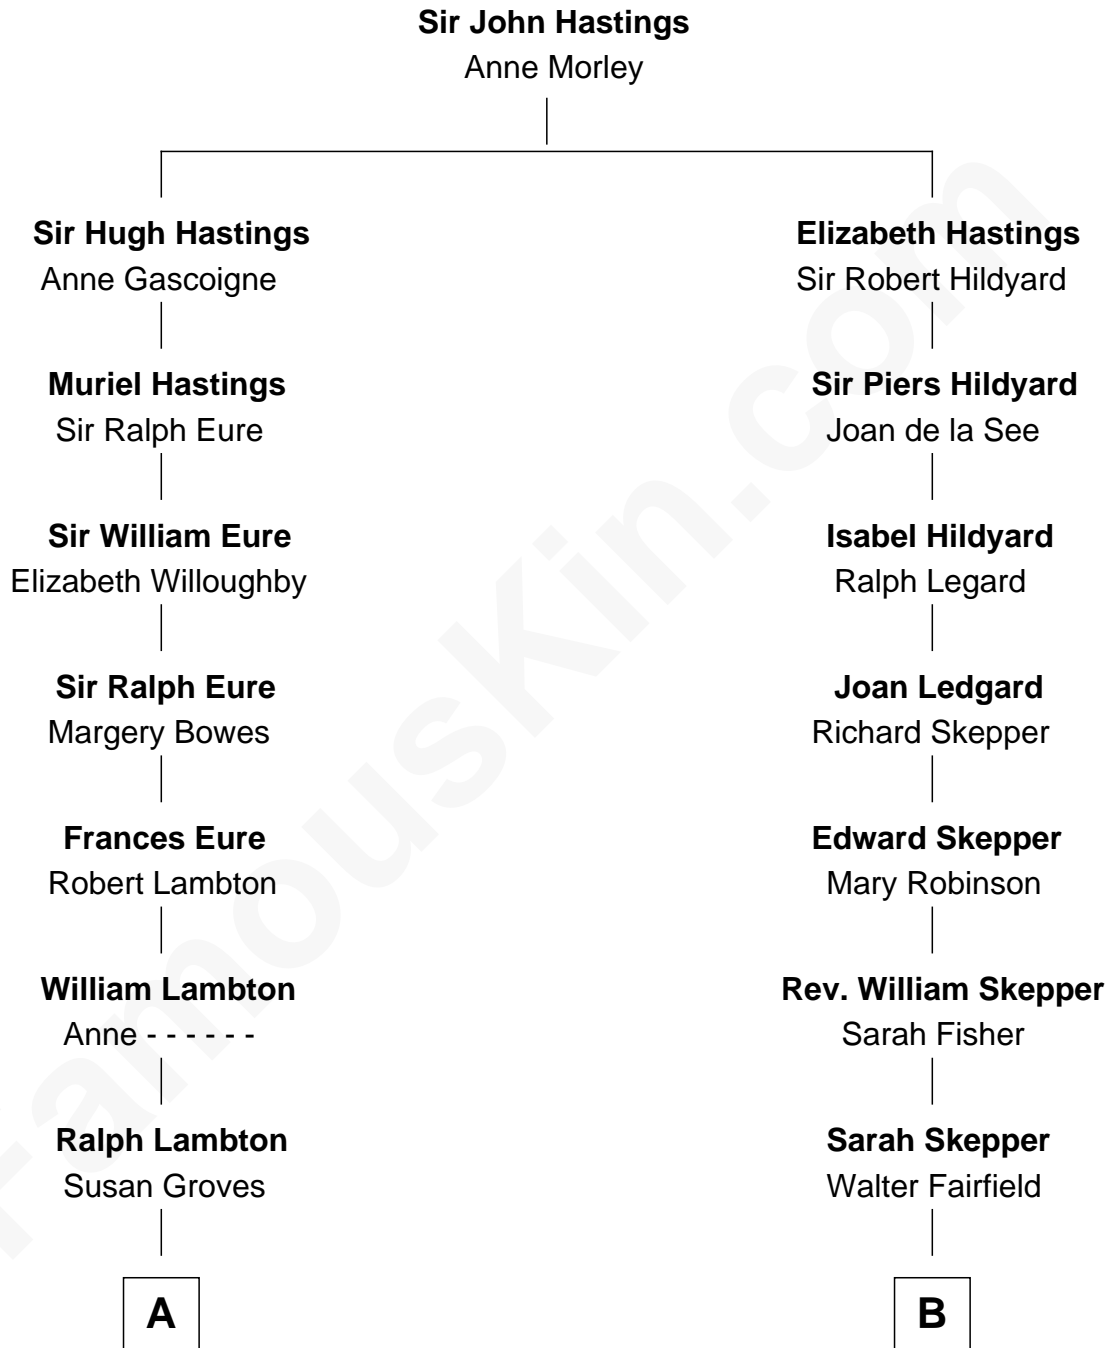 Sir John Hastings
Anne Morley
Sir Hugh Hastings
Anne Gascoigne
Muriel Hastings
Sir Ralph Eure
Sir William Eure
Elizabeth Willoughby
Sir Ralph Eure
Margery Bowes
Frances Eure
Robert Lambton
William Lambton
Anne - - - - - -
Ralph Lambton
Susan Groves
A
Elizabeth Hastings
Sir Robert Hildyard
Sir Piers Hildyard
Joan de la See
Isabel Hildyard
Ralph Legard
Joan Ledgard
Richard Skepper
Edward Skepper
Mary Robinson
Rev. William Skepper
Sarah Fisher
Sarah Skepper
Walter Fairfield
B
FamousKin.com